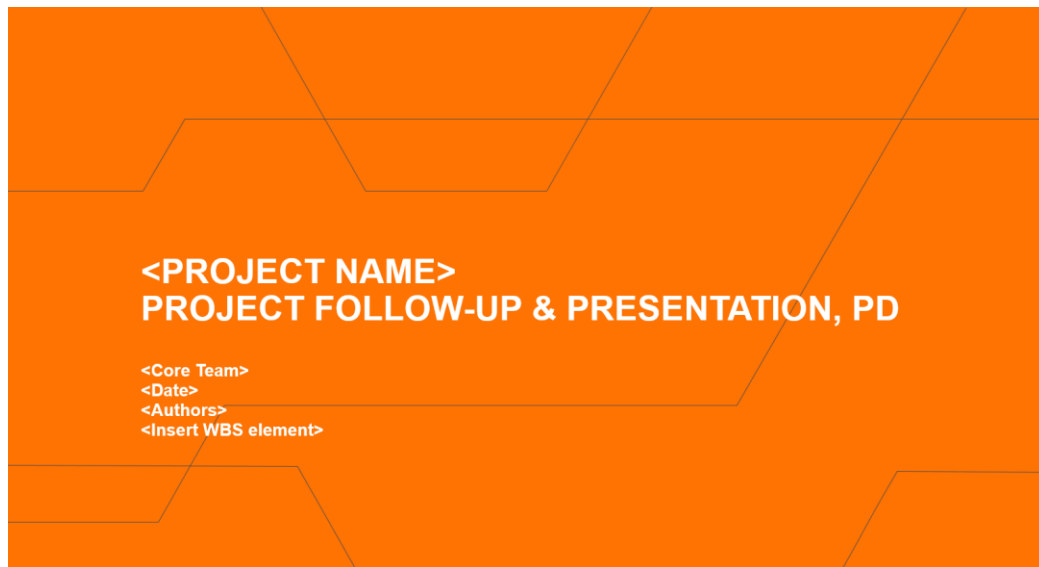 <PROJECT NAME>
PROJECT FOLLOW-UP & PRESENTATION, PD
<Core Team>
<Date>
<Authors>
<Insert WBS element>